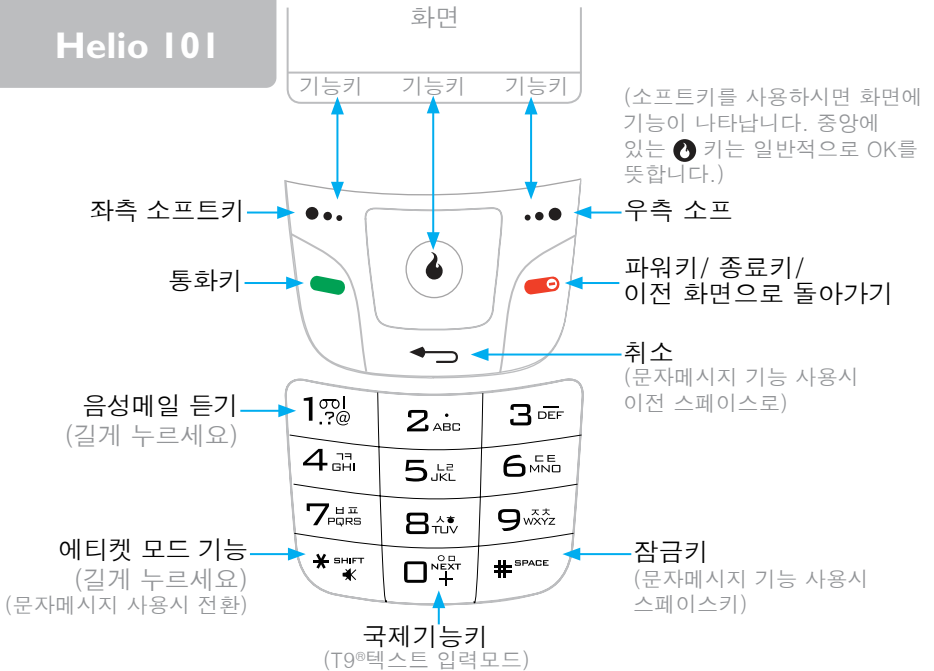 Helio 101
화면
기능키 기능키 기능키
(소프트키를 사용하시면 화면에
기능이 나타납니다. 중앙에
있는 키는 일반적으로 OK를
뜻합니다.)
좌측 소프트키
우측 소프
통화키
파워키/ 종료키/
이전 화면으로 돌아가기
취소
(문자메시지 기능 사용시
이전 스페이스로)
음성메일 듣기
(길게 누르세요)
1 .?@ ㅣ
2 ABC ·
3 DEF ㅡ
4 GHI ㄱㅋ
5 JKL ㄴㄹ
6 MNO ㄷㅌ
7 PQRS ㅂㅍ
8 TUV ㅅㅎ
9 WXYZ ㅈㅊ
* SHIFT
0 NEXT + ㅇㅁ
# SPACE
에티켓 모드 기능
(길게 누르세요)
(문자메시지 사용시 전환)
잠금키
(문자메시지 기능 사용시
스페이스키)
국제기능키
(T9®텍스트 입력모드)